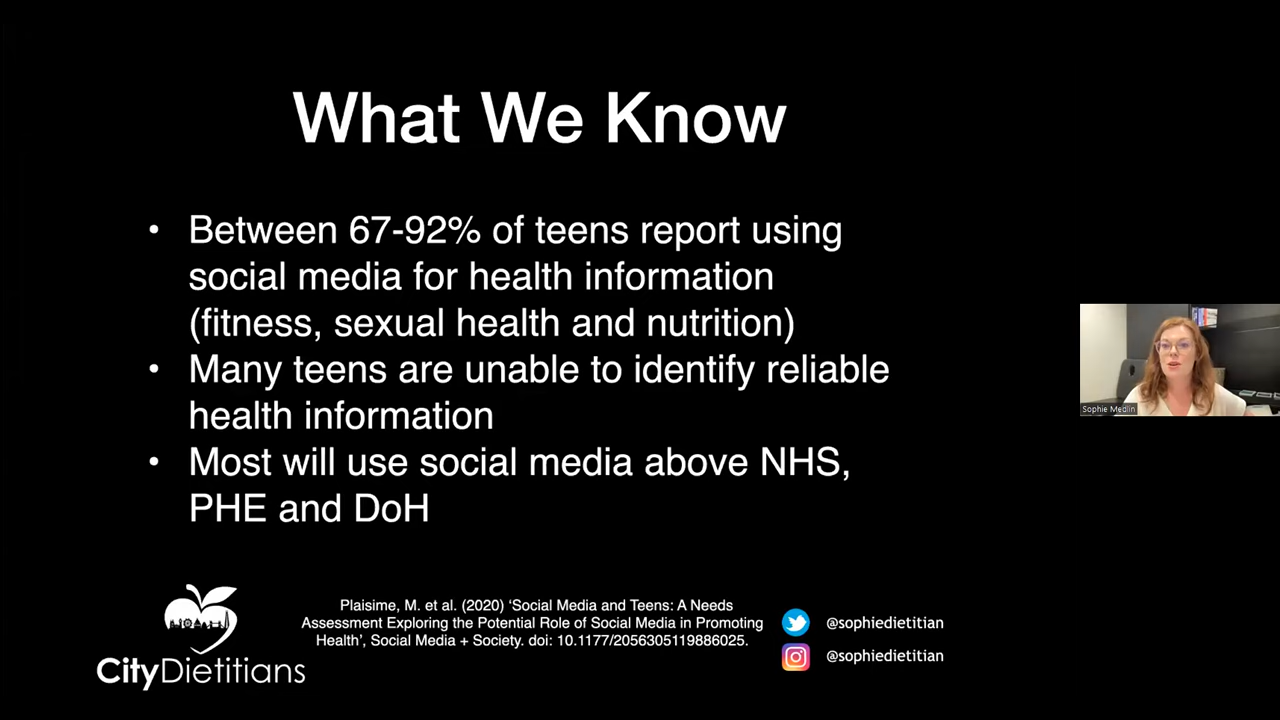 What We Know
• Between 67-92% of teens report using
social media for health information
(fitness, sexual health and nutrition)
• Many teens are unable to identify reliable
health information
• Most will use social media above NHS,
PHE and DoH
Sophie Medlin
CityDietitians
Plaisime, M. et al. (2020) ‘Social Media and Teens: A Needs
Assessment Exploring the Potential Role of Social Media in Promoting
Health’, Social Media + Society. doi: 10.1177/2056305119886025.
@sophiedietitian
@sophiedietitian